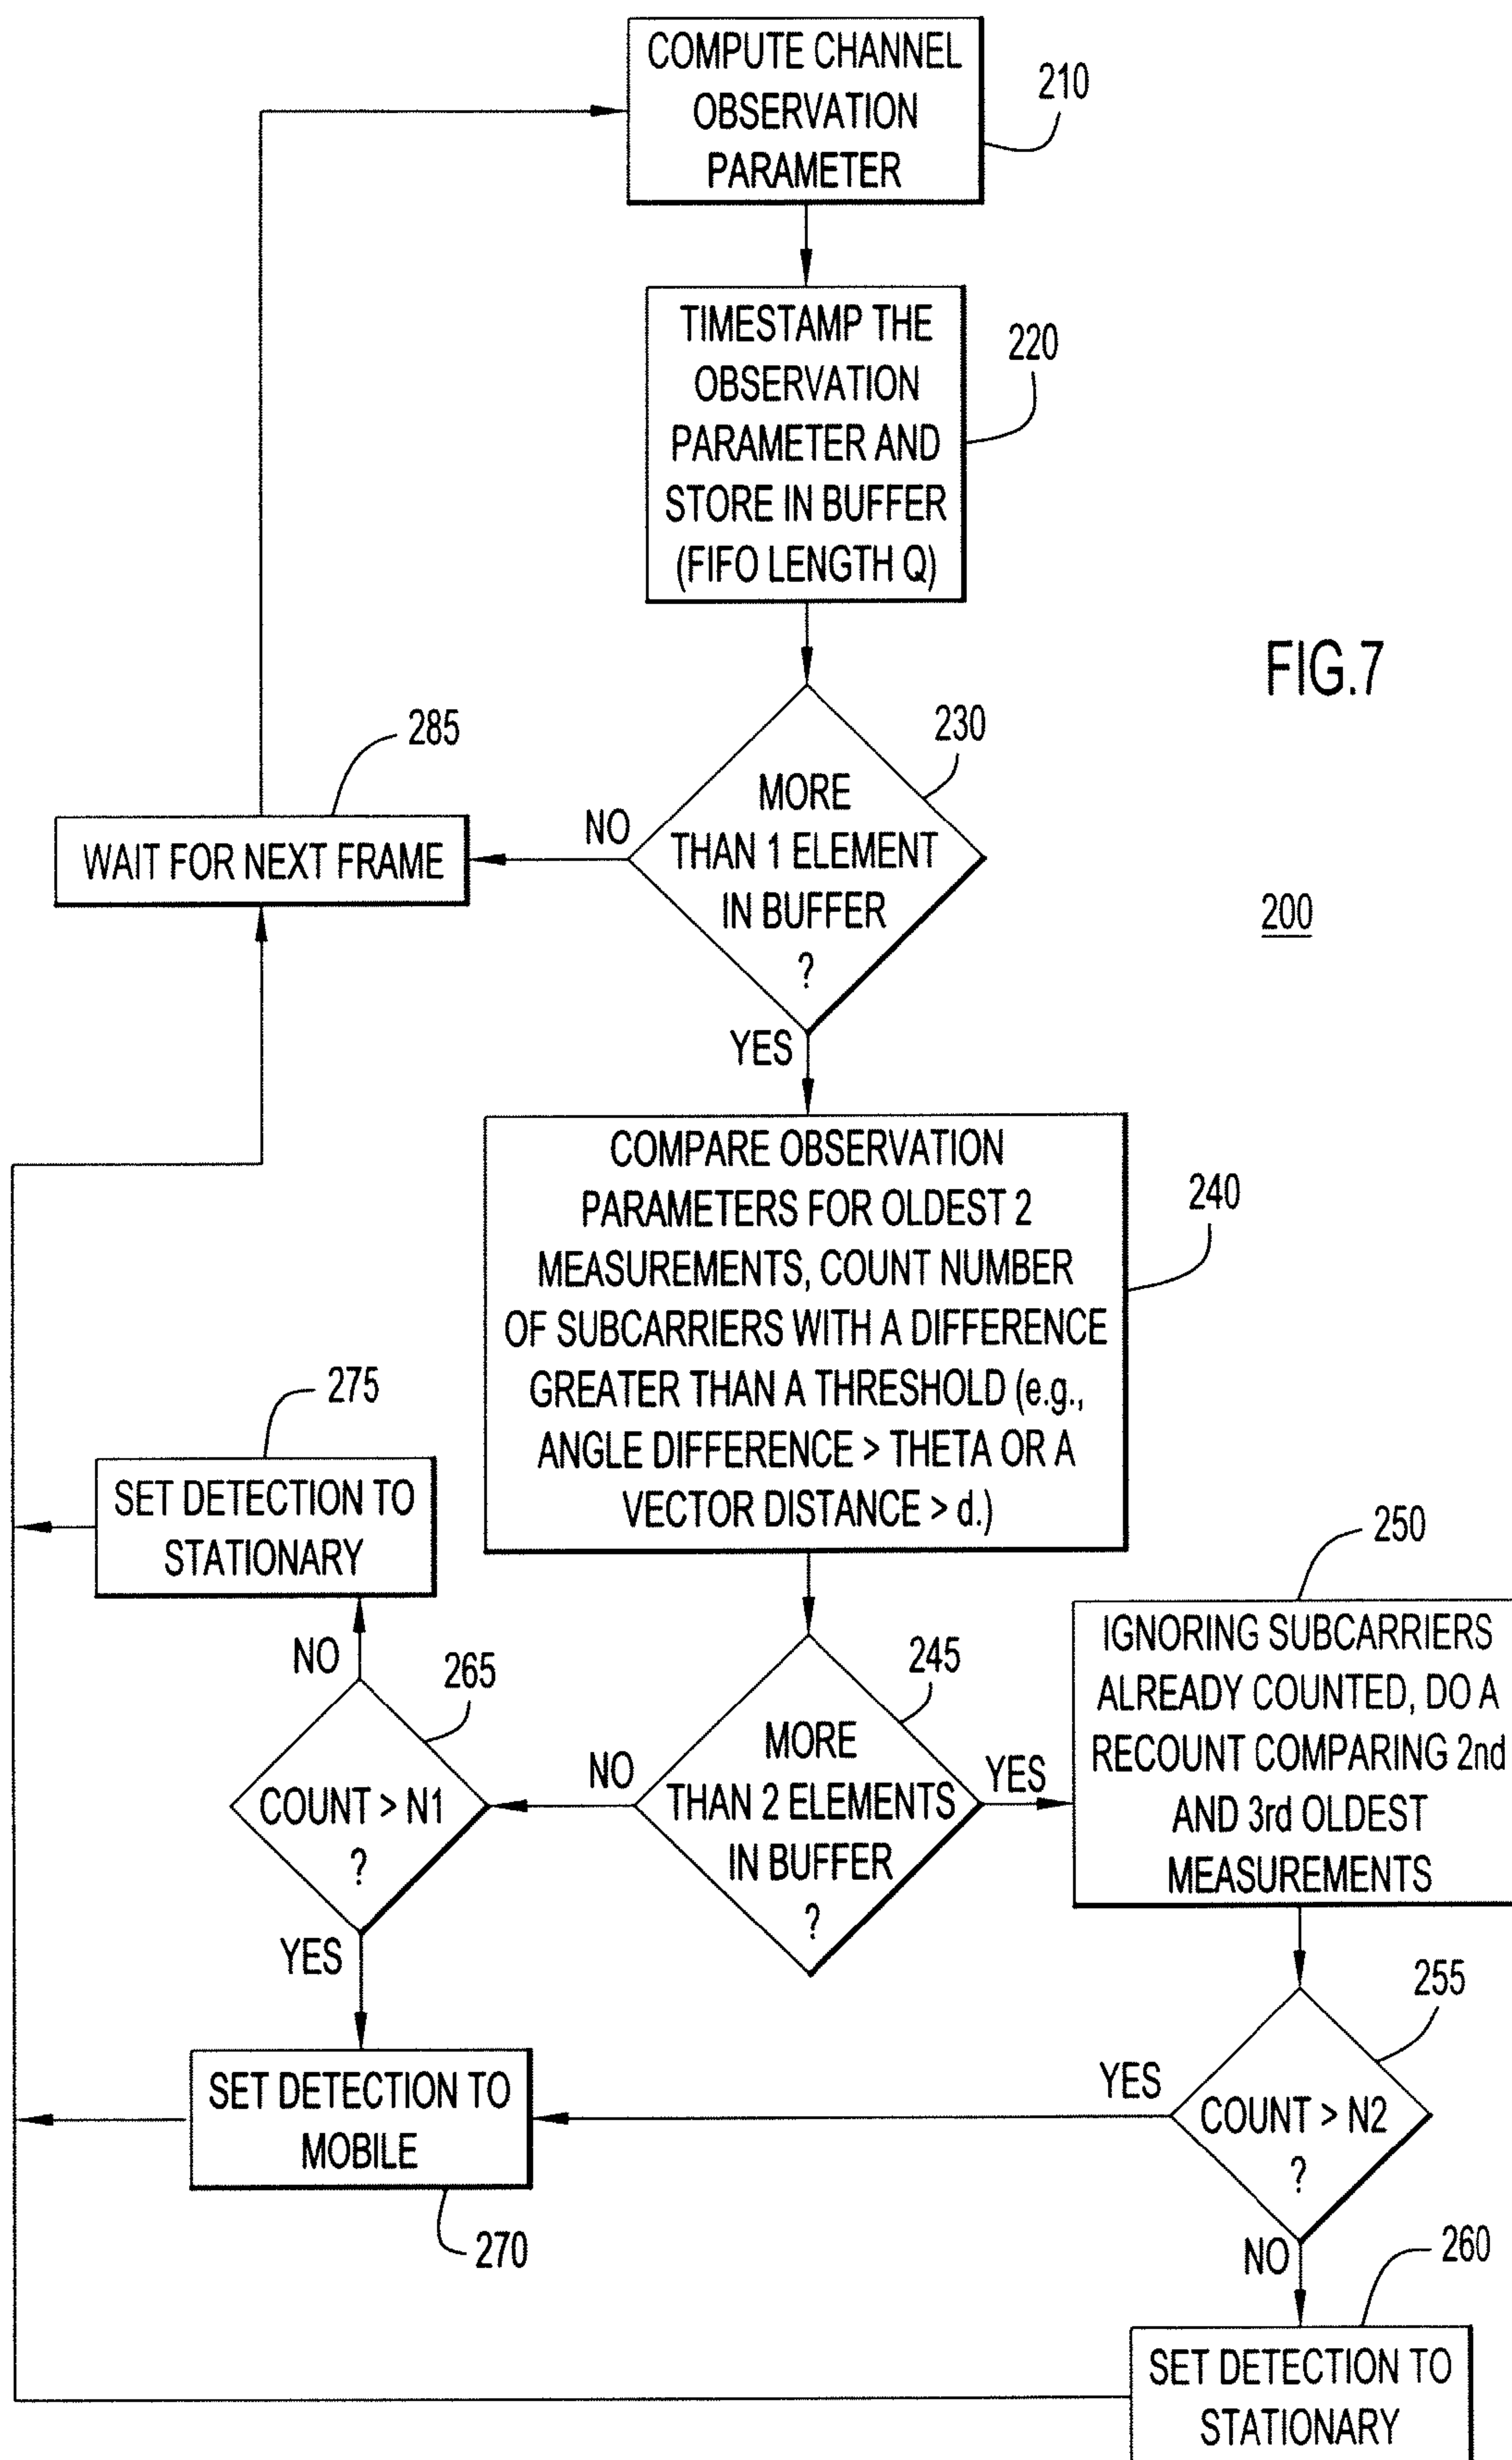 COMPUTE CHANNEL
OBSERVATION
PARAMETER
210
TIMESTAMP THE
OBSERVATION
PARAMETER AND
STORE IN BUFFER
(FIFO LENGTH Q)
220
FIG.7
200
230
MORE
THAN 1 ELEMENT
IN BUFFER
?
NO
YES
285
WAIT FOR NEXT FRAME
COMPARE OBSERVATION
PARAMETERS FOR OLDEST 2
MEASUREMENTS, COUNT NUMBER
OF SUBCARRIERS WITH A DIFFERENCE
GREATER THAN A THRESHOLD (e.g.,
ANGLE DIFFERENCE > THETA OR A
VECTOR DISTANCE > d.)
240
275
SET DETECTION TO
STATIONARY
NO
265
COUNT > N1
?
YES
245
MORE
THAN 2 ELEMENTS
IN BUFFER
?
NO
YES
250
IGNORING SUBCARRIERS
ALREADY COUNTED, DO A
RECOUNT COMPARING 2nd
AND 3rd OLDEST
MEASUREMENTS
255
COUNT > N2
?
YES
NO
SET DETECTION TO
MOBILE
270
260
SET DETECTION TO
STATIONARY